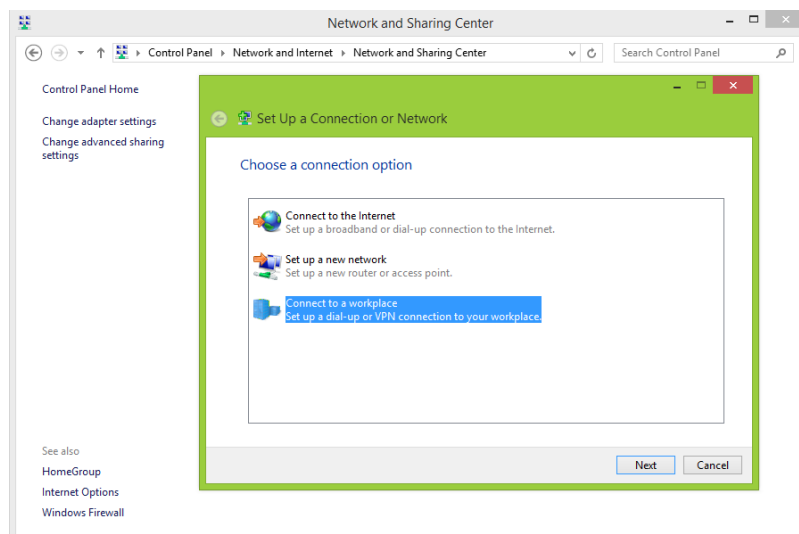 Network and Sharing Center
Control Panel Network and Internet Network and Sharing Center
Search Control Panel
Control Panel Home
Change adapter settings
Change advanced sharing
settings
Set Up a Connection or Network
Choose a connection option
Connect to the Internet
Set up a broadband or dial-up connection to the Internet.
Set up a new network
Set up a new router or access point.
Connect to a workplace
Set up a dial-up or VPN connection to your workplace.
Next Cancel
See also
HomeGroup
Internet Options
Windows Firewall